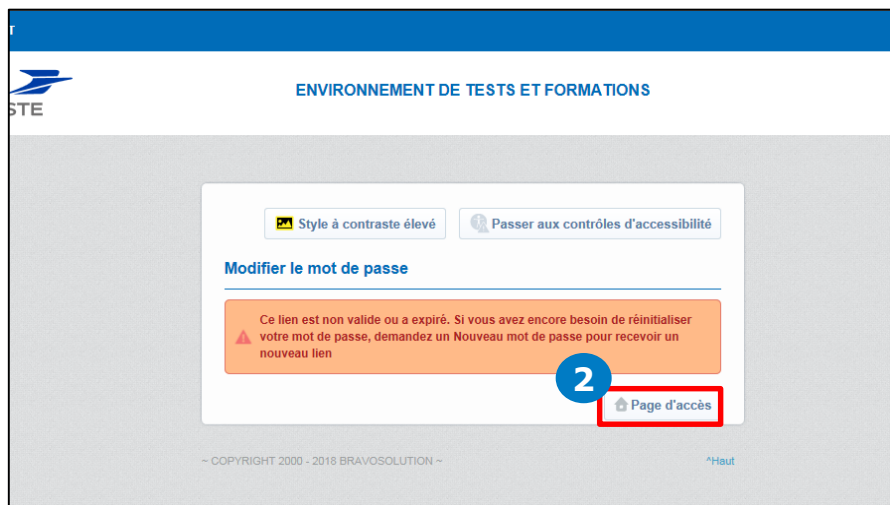 ENVIRONNEMENT DE TESTS ET FORMATIONS
STE
Style à contraste élevé
Passer aux contrôles d'accessibilité
Modifier le mot de passe
Ce lien est non valide ou a expiré. Si vous avez encore besoin de réinitialiser
votre mot de passe, demandez un Nouveau mot de passe pour recevoir un
nouveau lien
2
Page d'accès
~ COPYRIGHT 2000 - 2018 BRAVOSOLUTION ~
^Haut